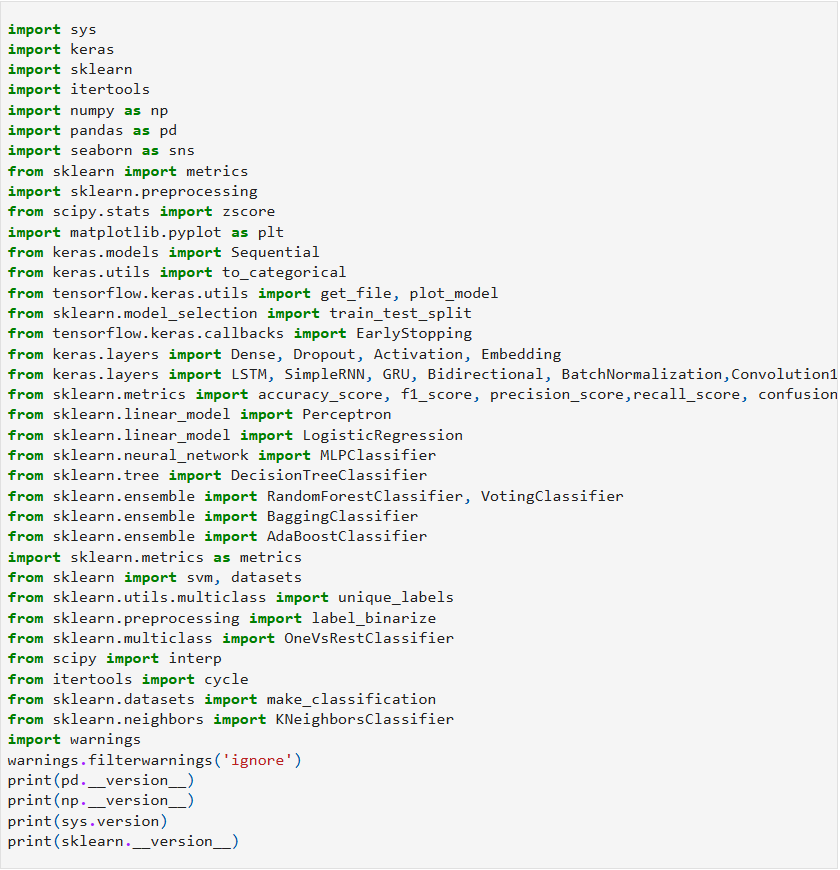 import sys
import keras
import sklearn
import itertools
import numpy as np
import pandas as pd
import seaborn as sns
from sklearn import metrics
import sklearn.preprocessing
from scipy.stats import zscore
import matplotlib.pyplot as plt
from keras.models import Sequential
from keras.utils import to_categorical
from tensorflow.keras.utils import get_file, plot_model
from sklearn.model_selection import train_test_split
from tensorflow.keras.callbacks import EarlyStopping
from keras.layers import Dense, Dropout, Activation, Embedding
from keras.layers import LSTM, SimpleRNN, GRU, Bidirectional, BatchNormalization,Convolution1
from sklearn.metrics import accuracy_score, f1_score, precision_score,recall_score, confusion
from sklearn.linear_model import Perceptron
from sklearn.linear_model import LogisticRegression
from sklearn.neural_network import MLPClassifier
from sklearn.tree import DecisionTreeClassifier
from sklearn.ensemble import RandomForestClassifier, VotingClassifier
from sklearn.ensemble import BaggingClassifier
from sklearn.ensemble import AdaBoostClassifier
import sklearn.metrics as metrics
from sklearn import svm, datasets
from sklearn.utils.multiclass import unique_labels
from sklearn.preprocessing import label_binarize
from sklearn.multiclass import OneVsRestClassifier
from scipy import interp
from itertools import cycle
from sklearn.datasets import make_classification
from sklearn.neighbors import KNeighborsClassifier
import warnings
warnings.filterwarnings('ignore')
print(pd.__version__)
print(np.__version__)
print(sys.version)
print(sklearn.__version__)